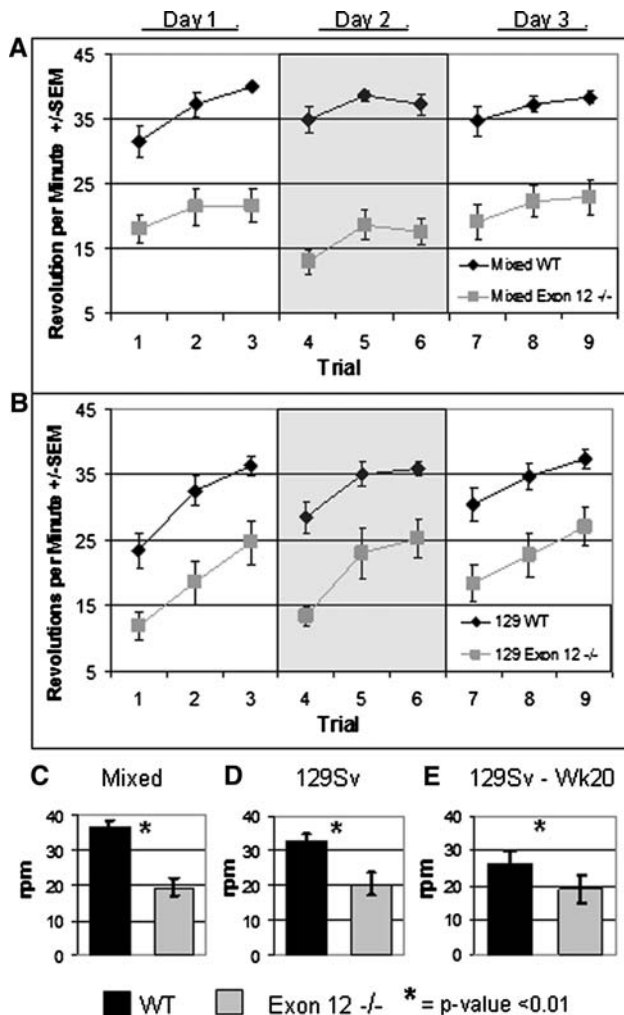 Day 1 Day 2 Day 3
A
Revolution per Minute +/-SEM
45
35
25
15
5
Mixed WT
Mixed Exon 12 -/-
1 2 3 4 5 6 7 8 9
Trial
B
Revolutions per Minute +/-SEM
45
35
25
15
5
129 WT
129 Exon 12 -/-
1 2 3 4 5 6 7 8 9
Trial
C Mixed D 129Sv E 129Sv - Wk20
rpm
40
30
20
10
0
*
rpm
40
30
20
10
0
*
rpm
40
30
20
10
0
*
WT Exon 12 -/- * = p-value <0.01